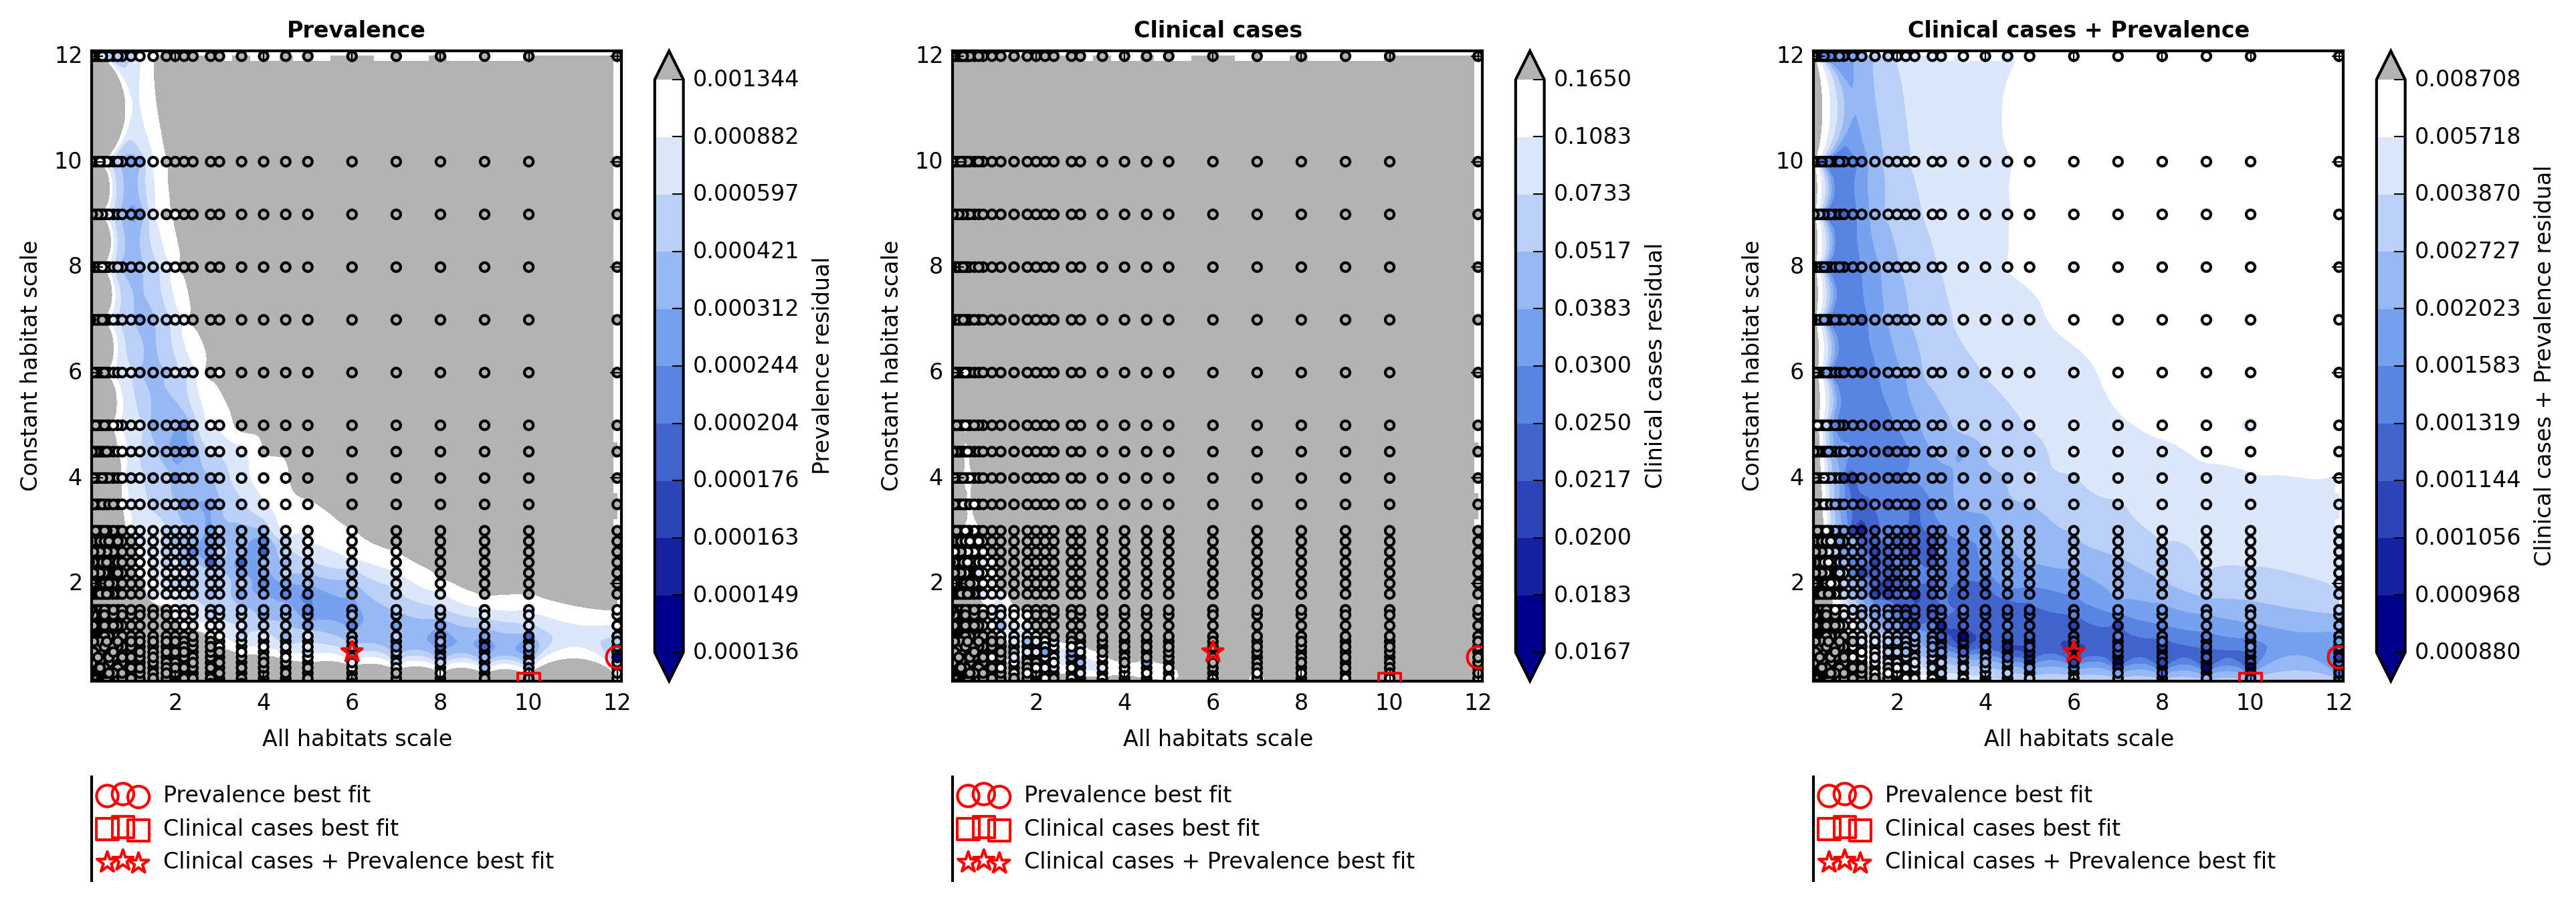 Prevalence
12
10
8
6
4
2
Constant habitat scale
2 4 6 8 10 12
All habitats scale
0.001344
0.000882
0.000597
0.000421
0.000312
0.000244
0.000204
0.000176
0.000163
0.000149
0.000136
Prevalence residual
Prevalence best fit
Clinical cases best fit
Clinical cases + Prevalence best fit
Clinical cases
12
10
8
6
4
2
Constant habitat scale
2 4 6 8 10 12
All habitats scale
0.1650
0.1083
0.0733
0.0517
0.0383
0.0300
0.0250
0.0217
0.0200
0.0183
0.0167
Clinical cases residual
Prevalence best fit
Clinical cases best fit
Clinical cases + Prevalence best fit
Clinical cases + Prevalence
12
10
8
6
4
2
Constant habitat scale
2 4 6 8 10 12
All habitats scale
0.008708
0.005718
0.003870
0.002727
0.002023
0.001583
0.001319
0.001144
0.001056
0.000968
0.000880
Clinical cases + Prevalence residual
Prevalence best fit
Clinical cases best fit
Clinical cases + Prevalence best fit